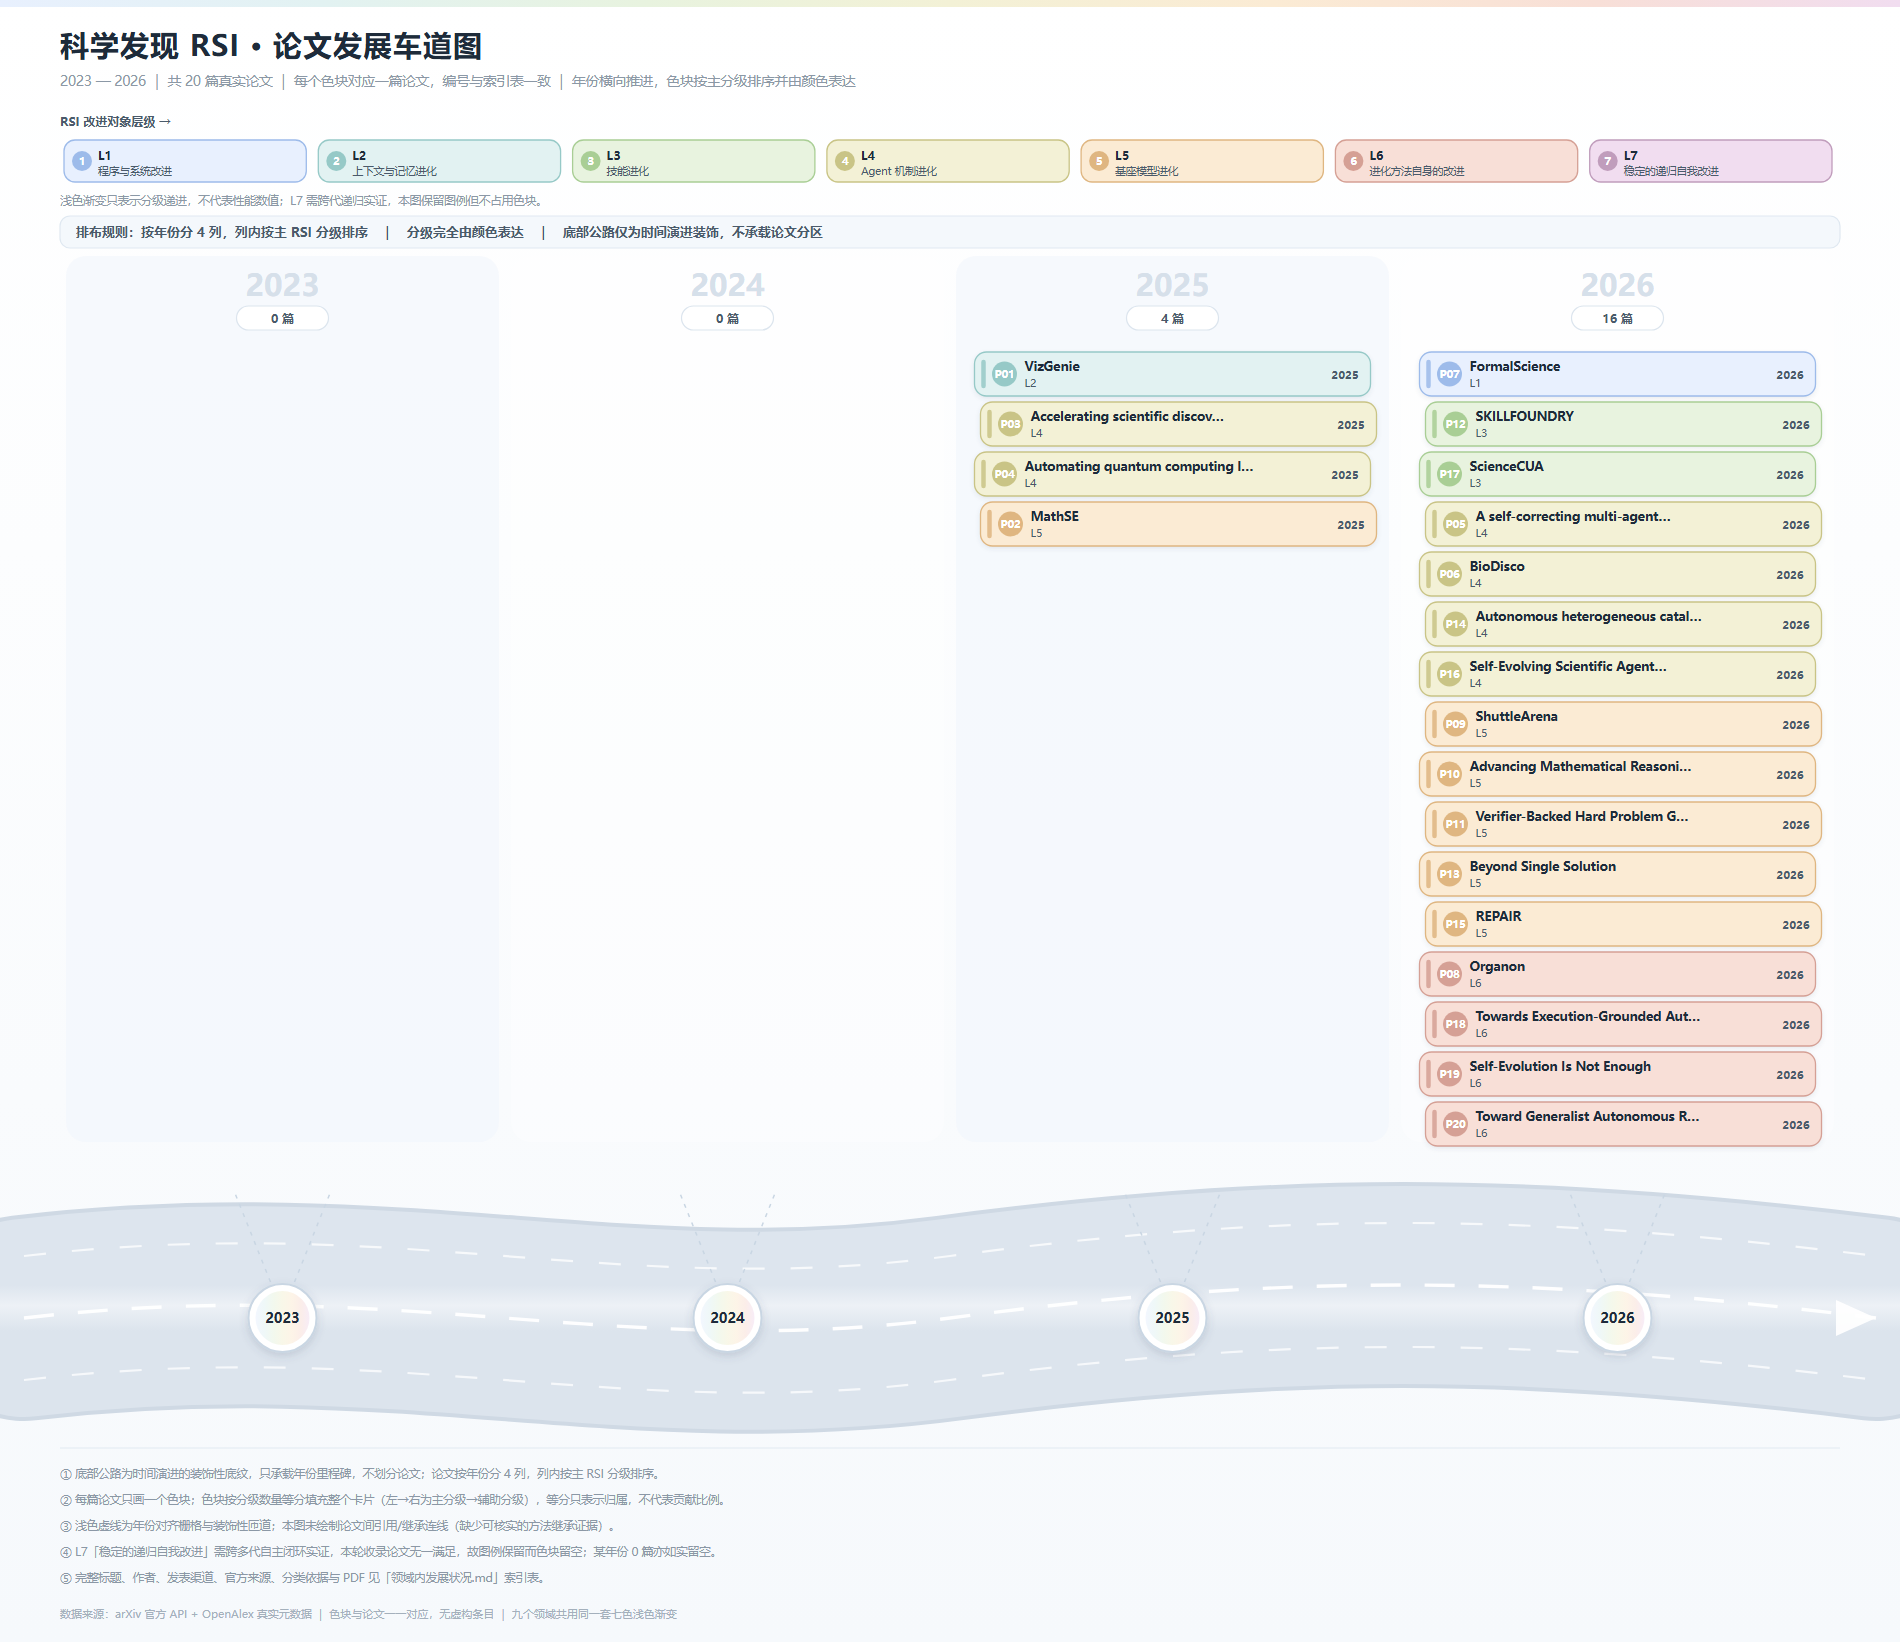 科学发现 RSI · 论文发展车道图
2023 — 2026 | 共 20 篇真实论文 | 每个色块对应一篇论文，编号与索引表一致 | 年份横向推进，色块按主分级排序并由颜色表达
RSI 改进对象层级 →
1 L1 程序与系统改进
2 L2 上下文与记忆进化
3 L3 技能进化
4 L4 Agent 机制进化
5 L5 基座模型进化
6 L6 进化方法自身的改进
7 L7 稳定的递归自我改进
浅色渐变只表示分级递进，不代表性能数值；L7 需跨代递归实证，本图保留图例但不占用色块。
排布规则：按年份分 4 列，列内按主 RSI 分级排序 | 分级完全由颜色表达 | 底部公路仅为时间演进装饰，不承载论文分区
2023
0 篇
2024
0 篇
2025
4 篇
P01 VizGenie 2025
L2
P03 Accelerating scientific discov... 2025
L4
P04 Automating quantum computing l... 2025
L4
P02 MathSE 2025
L5
2026
16 篇
P07 FormalScience 2026
L1
P12 SKILLFOUNDRY 2026
L3
P17 ScienceCUA 2026
L3
P05 A self-correcting multi-agent... 2026
L4
P06 BioDisco 2026
L4
P14 Autonomous heterogeneous catal... 2026
L4
P16 Self-Evolving Scientific Agent... 2026
L4
P09 ShuttleArena 2026
L5
P10 Advancing Mathematical Reasoni... 2026
L5
P11 Verifier-Backed Hard Problem G... 2026
L5
P13 Beyond Single Solution 2026
L5
P15 REPAIR 2026
L5
P08 Organon 2026
L6
P18 Towards Execution-Grounded Aut... 2026
L6
P19 Self-Evolution Is Not Enough 2026
L6
P20 Toward Generalist Autonomous R... 2026
L6
2023
2024
2025
2026
① 底部公路为时间演进的装饰性底纹，只承载年份里程碑，不划分论文；论文按年份分 4 列，列内按主 RSI 分级排序。
② 每篇论文只画一个色块；色块按分级数量等分填充整个卡片（左→右为主分级→辅助分级），等分只表示归属，不代表贡献比例。
③ 浅色虚线为年份对齐栅格与装饰性匝道；本图未绘制论文间引用/继承连线（缺少可核实的方法继承证据）。
④ L7「稳定的递归自我改进」需跨多代自主闭环实证，本轮收录论文无一满足，故图例保留而色块留空；某年份 0 篇亦如实留空。
⑤ 完整标题、作者、发表渠道、官方来源、分类依据与 PDF 见「领域内发展状况.md」索引表。
数据来源：arXiv 官方 API + OpenAlex 真实元数据 | 色块与论文一一对应，无虚构条目 | 九个领域共用同一套七色浅色渐变